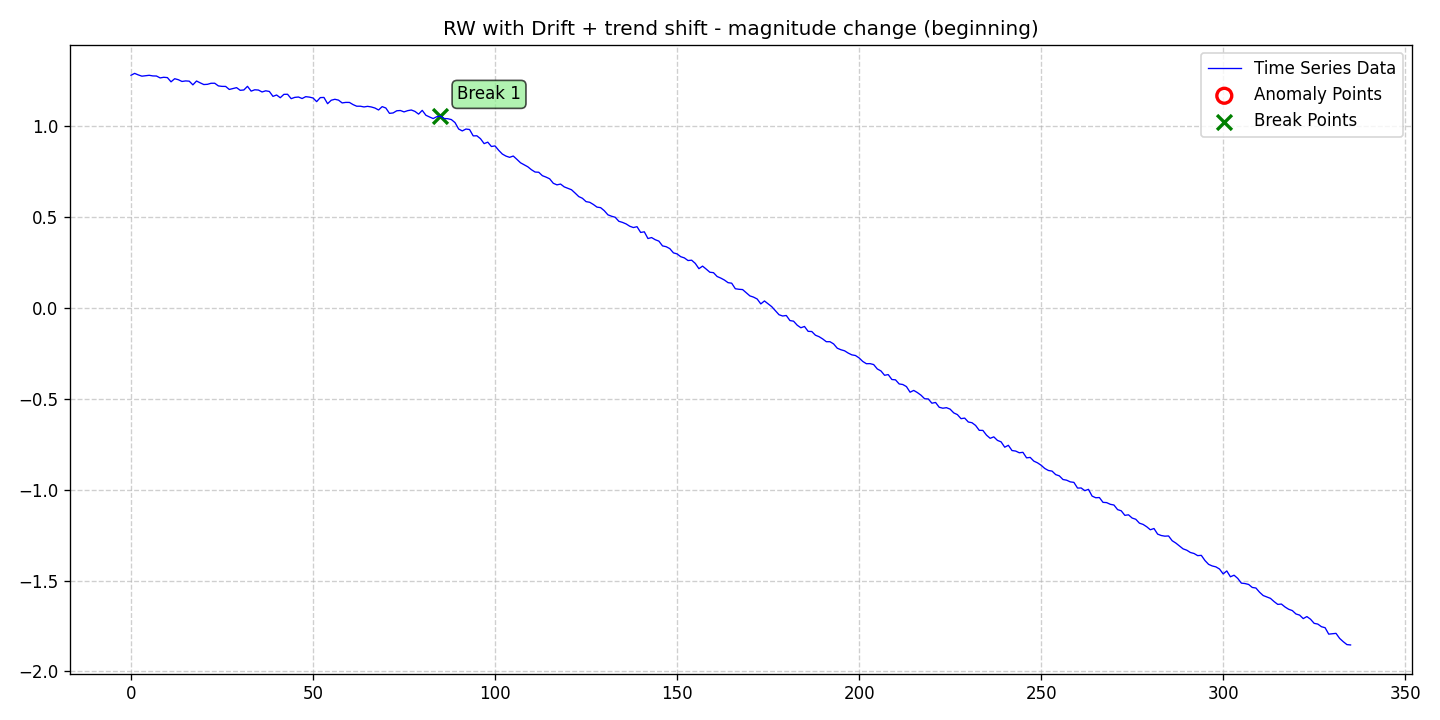 RW with Drift + trend shift - magnitude change (beginning)
Time Series Data
Anomaly Points
Break Points
Break 1
1.0
0.5
0.0
−0.5
−1.0
−1.5
−2.0
0 50 100 150 200 250 300 350